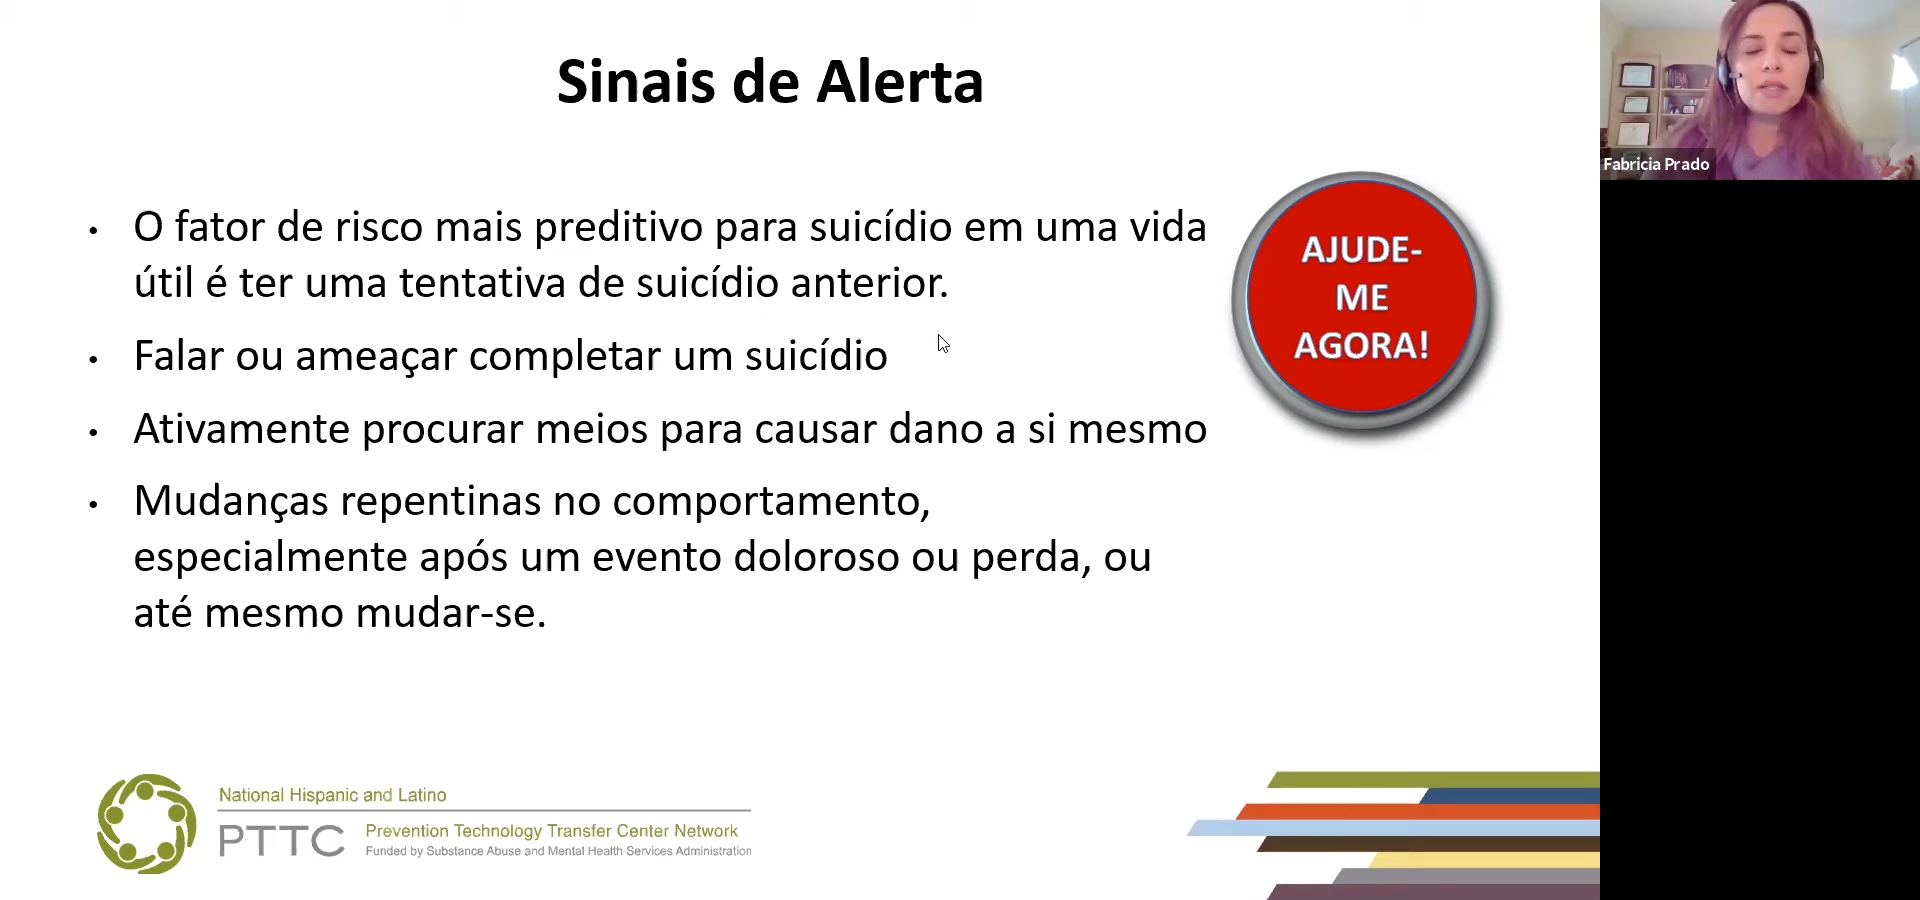 Sinais de Alerta
• O fator de risco mais preditivo para suicídio em uma vida
útil é ter uma tentativa de suicídio anterior.
• Falar ou ameaçar completar um suicídio
• Ativamente procurar meios para causar dano a si mesmo
• Mudanças repentinas no comportamento,
especialmente após um evento doloroso ou perda, ou
até mesmo mudar-se.
AJUDE-
ME
AGORA!
Fabricia Prado
National Hispanic and Latino
PTTC
Prevention Technology Transfer Center Network
Funded by Substance Abuse and Mental Health Services Administration